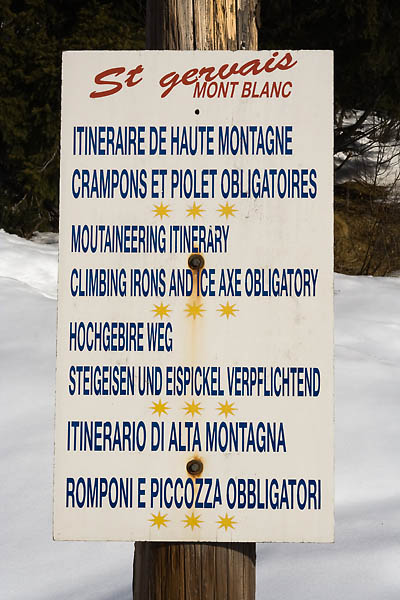 St gervais
MONT BLANC
ITINERAIRE DE HAUTE MONTAGNE
CRAMPONS ET PIOLET OBLIGATOIRES
MOUTAINEERING ITINERARY
CLIMBING IRONS AND ICE AXE OBLIGATORY
HOCHGEBIRE WEG
STEIGEISEN UND EISPICKEL VERPFLICHTEND
ITINERARIO DI ALTA MONTAGNA
ROMPONI E PICCOZZA OBBLIGATORI